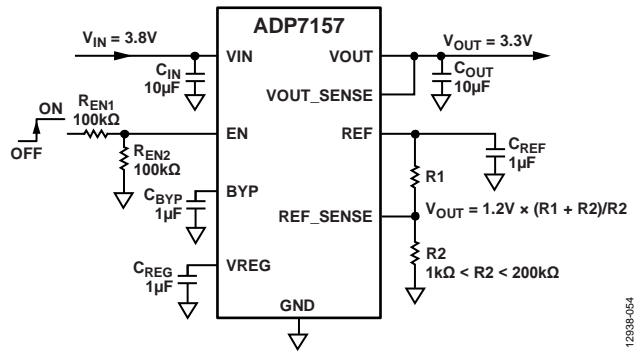 ADP7157
VIN = 3.8V
VIN
VOUT
VOUT = 3.3V
CIN
10µF
COUT
10µF
VOUT_SENSE
ON
OFF
REN1
100kΩ
EN
REF
CREF
1µF
REN2
100kΩ
R1
CBYP
1µF
BYP
REF_SENSE
VOUT = 1.2V × (R1 + R2)/R2
R2
1kΩ < R2 < 200kΩ
CREG
1µF
VREG
GND
12938-054